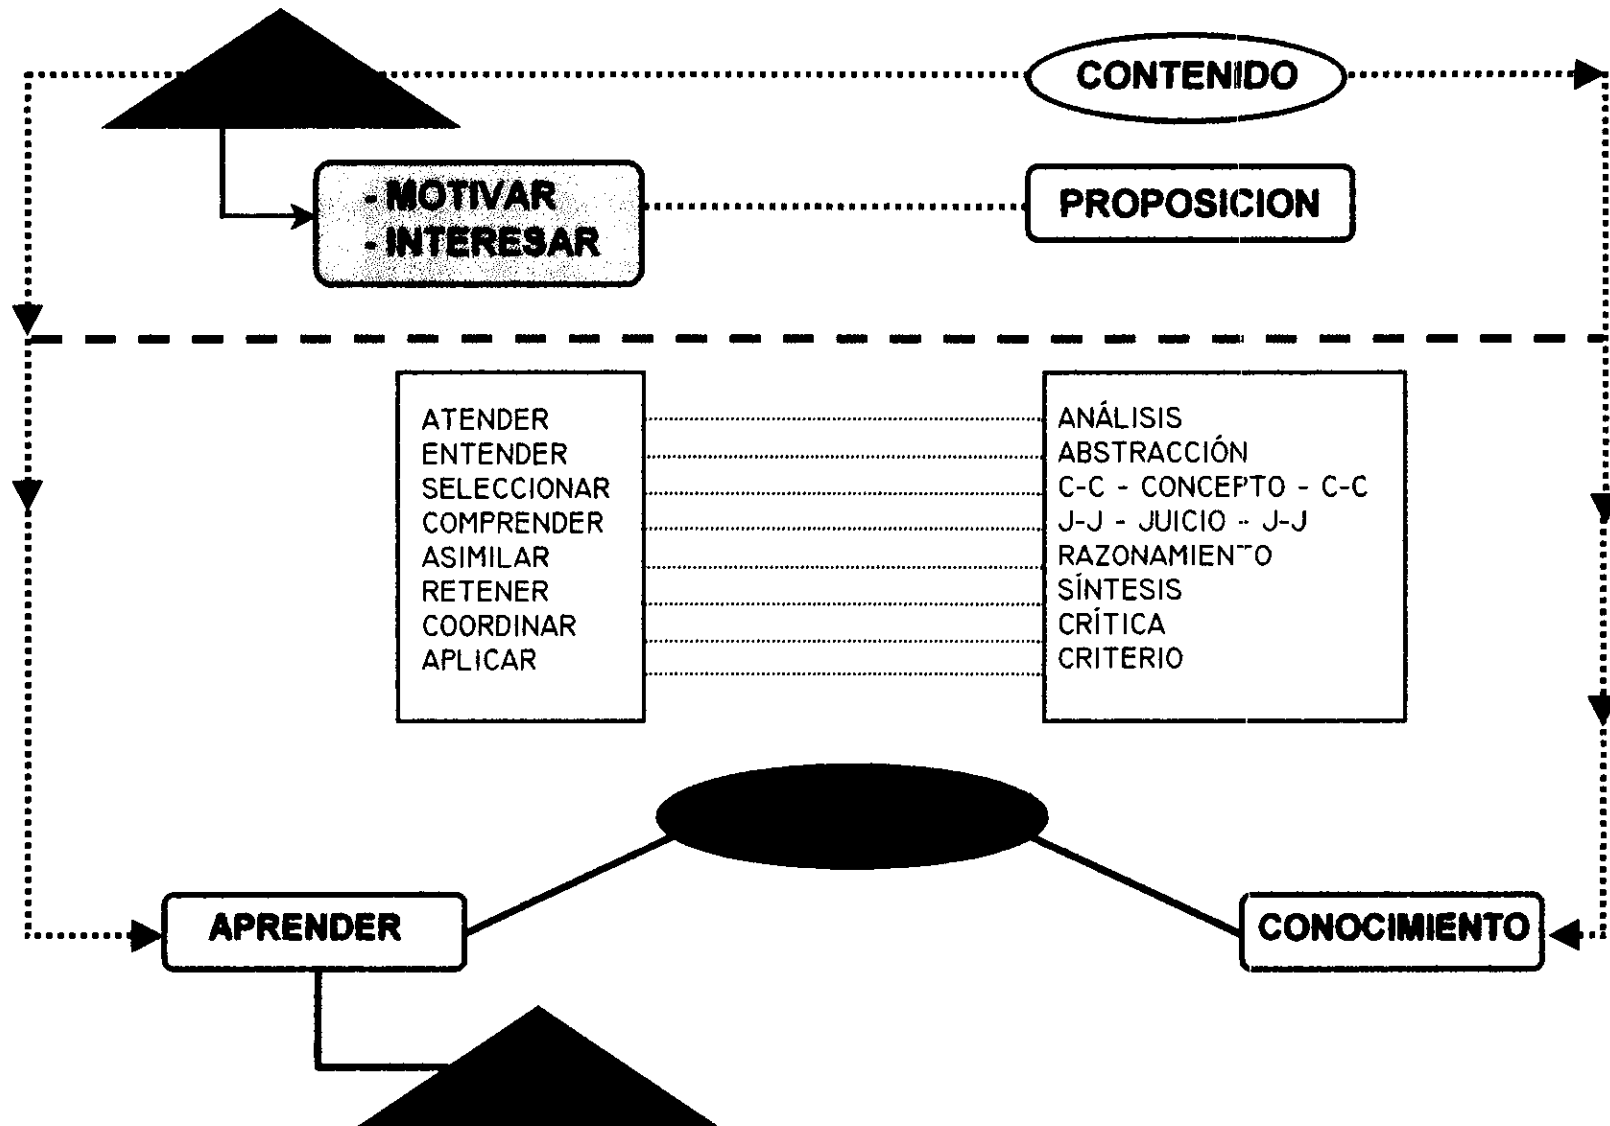 CONTENIDO
- MOTIVAR
- INTERESAR
PROPOSICION
ATENDER
ENTENDER
SELECCIONAR
COMPRENDER
ASIMILAR
RETENER
COORDINAR
APLICAR
ANÁLISIS
ABSTRACCIÓN
C-C - CONCEPTO - C-C
J-J - JUICIO - J-J
RAZONAMIENTO
SÍNTESIS
CRÍTICA
CRITERIO
APRENDER
CONOCIMIENTO